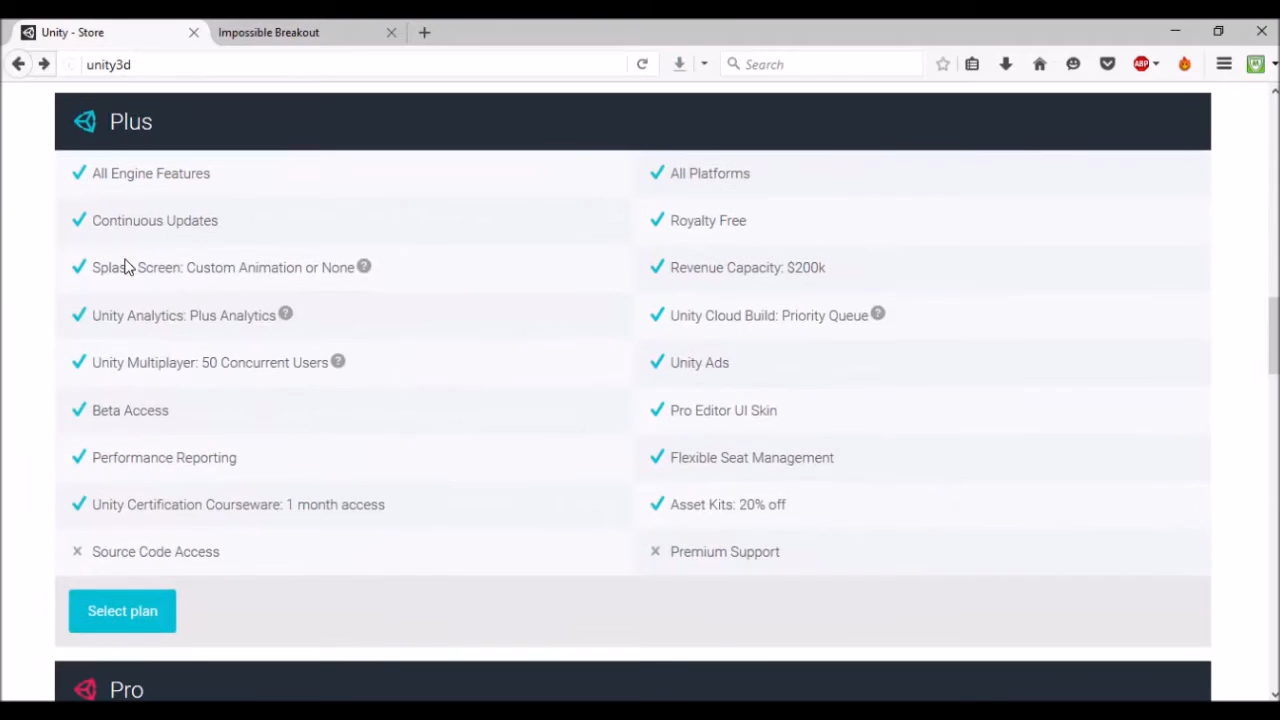 Unity - Store
Impossible Breakout
unity3d
Search
ABP
Plus
All Engine Features
All Platforms
Continuous Updates
Royalty Free
Splash Screen: Custom Animation or None ?
Revenue Capacity: $200k
Unity Analytics: Plus Analytics ?
Unity Cloud Build: Priority Queue ?
Unity Multiplayer: 50 Concurrent Users ?
Unity Ads
Beta Access
Pro Editor UI Skin
Performance Reporting
Flexible Seat Management
Unity Certification Courseware: 1 month access
Asset Kits: 20% off
Source Code Access
Premium Support
Select plan
Pro